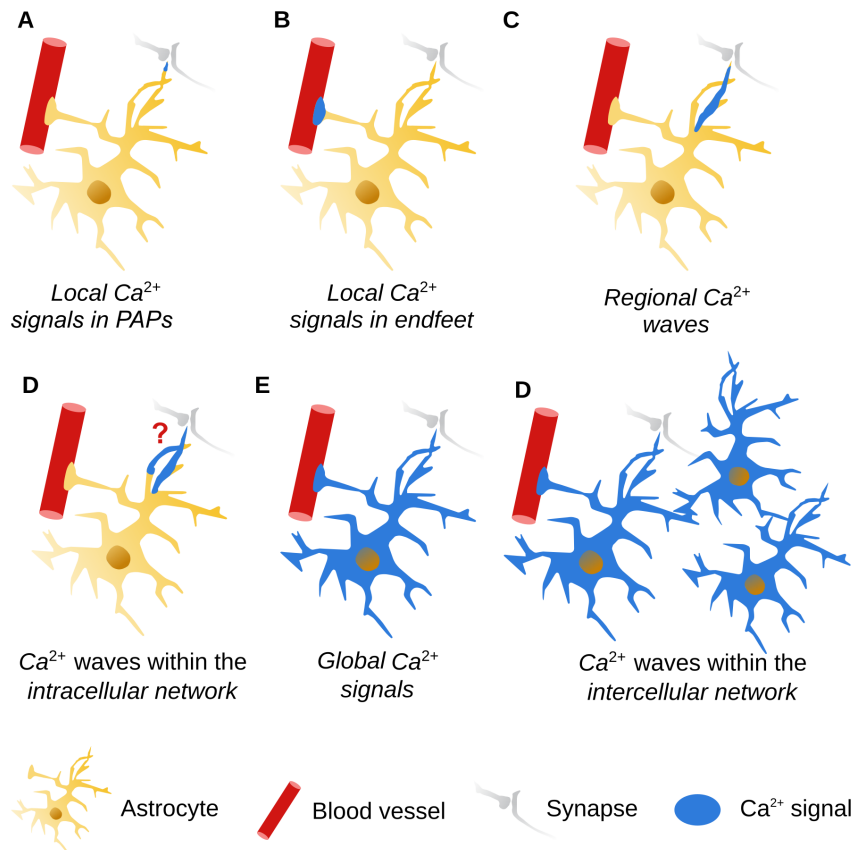 A
B
C
Local Ca²⁺
signals in PAPs
Local Ca²⁺
signals in endfeet
Regional Ca²⁺
waves
D
E
D
?
Ca²⁺ waves within the
intracellular network
Global Ca²⁺
signals
Ca²⁺ waves within the
intercellular network
Astrocyte
Blood vessel
Synapse
Ca²⁺ signal